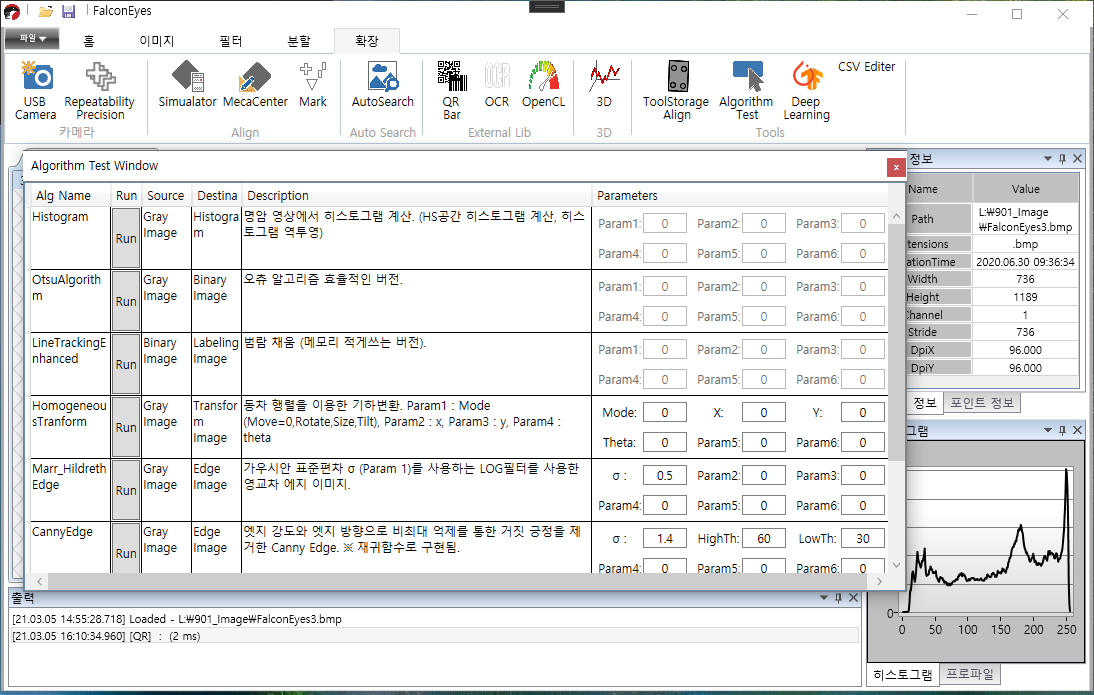 FalconEyes
파일
홈
이미지
필터
분할
확장
USB Camera
Repeatability Precision
카메라
Simualator
MecaCenter
Mark
Align
AutoSearch
Auto Search
QR Bar
OCR
OCR
OpenCL
External Lib
3D
3D
ToolStorage Align
Algorithm Test
Deep Learning
CSV Editer
Tools
Algorithm Test Window
Alg Name Run Source Destina Description Parameters
Histogram Run Gray Image Histogram 명암 영상에서 히스토그램 계산. (HS공간 히스토그램 계산, 히스토그램 역투영)
Param1: 0 Param2: 0 Param3: 0
Param4: 0 Param5: 0 Param6: 0
OtsuAlgorithm Run Gray Image Binary Image 오츄 알고리즘 효율적인 버전.
Param1: 0 Param2: 0 Param3: 0
Param4: 0 Param5: 0 Param6: 0
LineTrackingEnhanced Run Binary Image Labeling Image 범람 채움 (메모리 적게쓰는 버전).
Param1: 0 Param2: 0 Param3: 0
Param4: 0 Param5: 0 Param6: 0
HomogeneousTranform Run Gray Image Transform Image 동차 행렬을 이용한 기하변환. Param1 : Mode (Move=0,Rotate,Size,Tilt), Param2 : x, Param3 : y, Param4 : theta
Mode: 0 X: 0 Y: 0
Theta: 0 Param5: 0 Param6: 0
Marr_HildrethEdge Run Gray Image Edge Image 가우시안 표준편차 σ (Param 1)를 사용하는 LOG필터를 사용한 영교차 에지 이미지.
σ : 0.5 Param2: 0 Param3: 0
Param4: 0 Param5: 0 Param6: 0
CannyEdge Run Gray Image Edge Image 엣지 강도와 엣지 방향으로 비최대 억제를 통한 거짓 긍정을 제거한 Canny Edge. ※ 재귀함수로 구현됨.
σ : 1.4 HighTh: 60 LowTh: 30
Param4: 0 Param5: 0 Param6: 0
정보
Name Value
Path L:₩901_Image₩FalconEyes3.bmp
tensions .bmp
ationTime 2020.06.30 09:36:34
Width 736
Height 1189
Channel 1
Stride 736
DpiX 96.000
DpiY 96.000
정보 포인트 정보
그램
0
0 50 100 150 200 250
히스토그램 프로파일
출력
[21.03.05 14:55:28.718] Loaded - L:₩901_Image₩FalconEyes3.bmp
[21.03.05 16:10:34.960] [QR] : (2 ms)